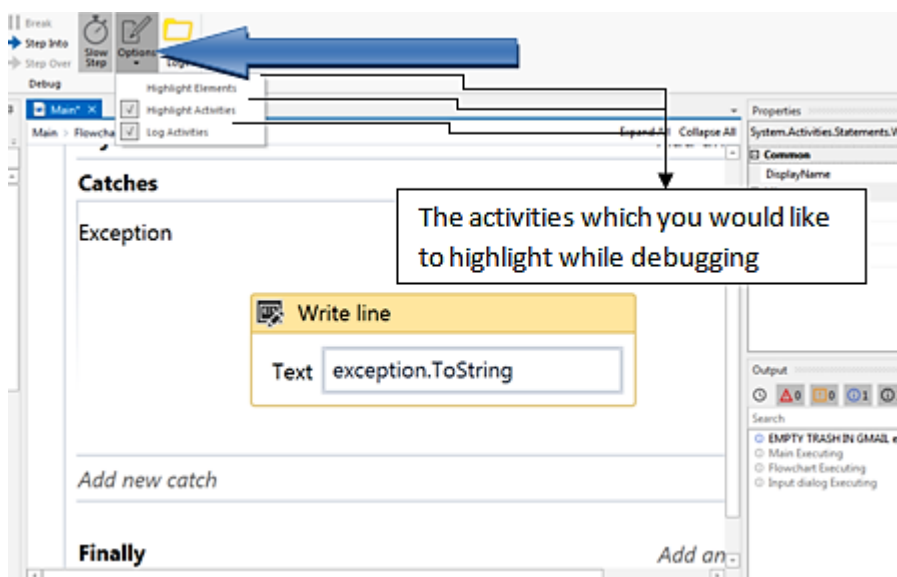 Break
Step Into
Step Over
Slow
Step
Options
Debug
Highlight Elements
Highlight Activities
Log Activities
Main* X
Main > Flowcha
Expand All Collapse All
Properties
System.Activities.Statements.W
Common
DisplayName
Catches
Exception
The activities which you would like
to highlight while debugging
Write line
Text exception.ToString
Add new catch
Finally
Add an
Output
0 0 1
Search
EMPTY TRASH IN GMAIL e
Main Executing
Flowchart Executing
Input dialog Executing